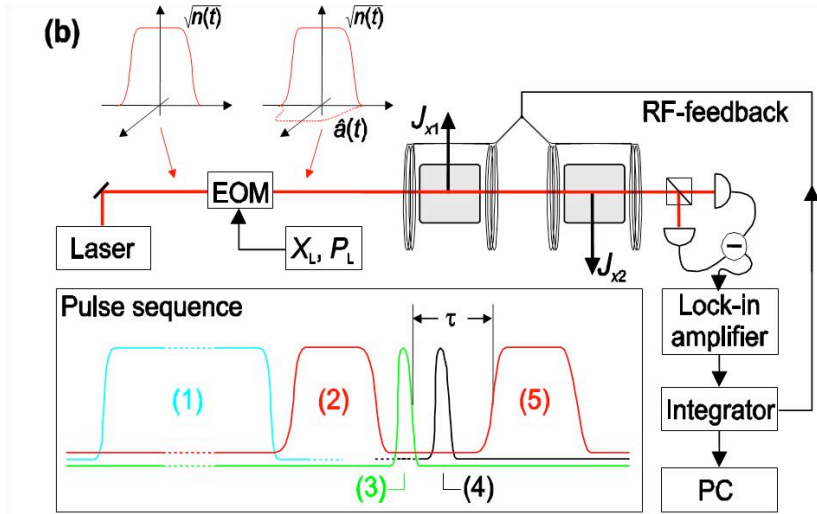 (b)
√n(t)
√n(t)
â(t)
J_x1
RF-feedback
EOM
Laser
X_L, P_L
J_x2
−
Lock-in
amplifier
Integrator
PC
Pulse sequence
τ
(1)
(2)
(5)
(3)
(4)